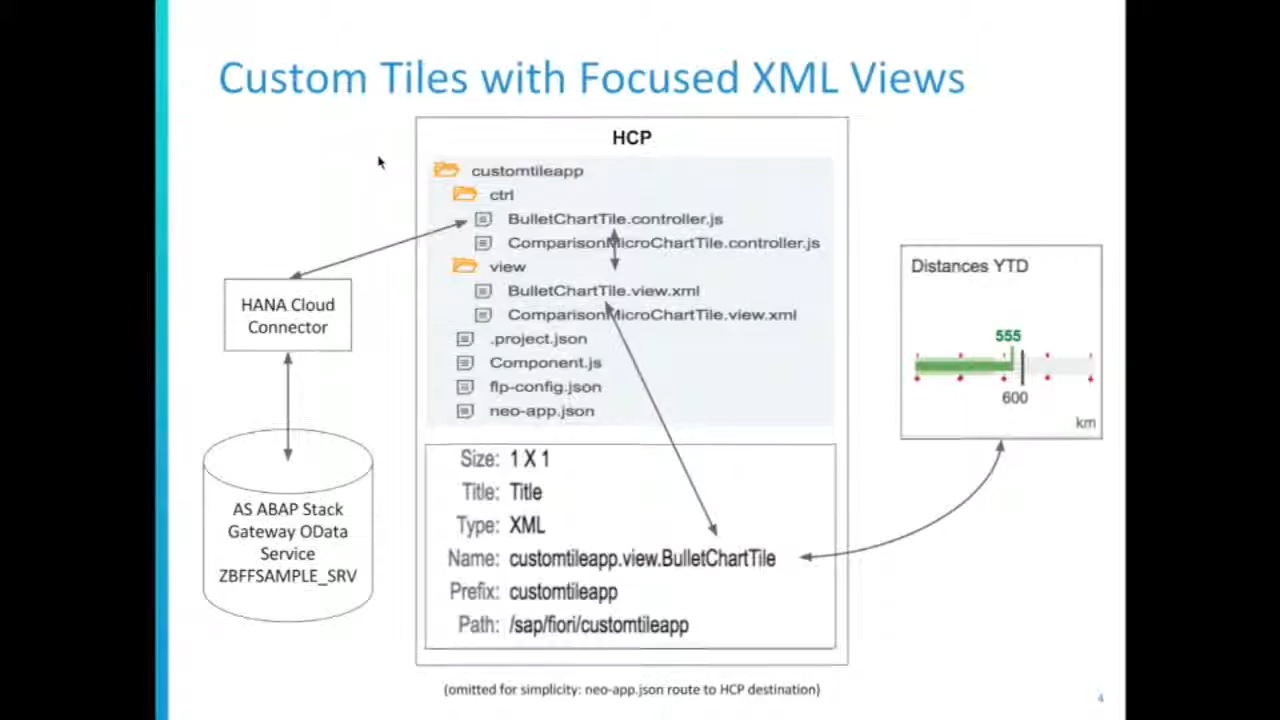 Custom Tiles with Focused XML Views
HCP
customtileapp
ctrl
BulletChartTile.controller.js
ComparisonMicroChartTile.controller.js
view
BulletChartTile.view.xml
ComparisonMicroChartTile.view.xml
.project.json
Component.js
flp-config.json
neo-app.json
HANA Cloud
Connector
AS ABAP Stack
Gateway OData
Service
ZBFFSAMPLE_SRV
Size: 1 X 1
Title: Title
Type: XML
Name: customtileapp.view.BulletChartTile
Prefix: customtileapp
Path: /sap/fiori/customtileapp
Distances YTD
555
600
km
(omitted for simplicity: neo-app.json route to HCP destination)
4